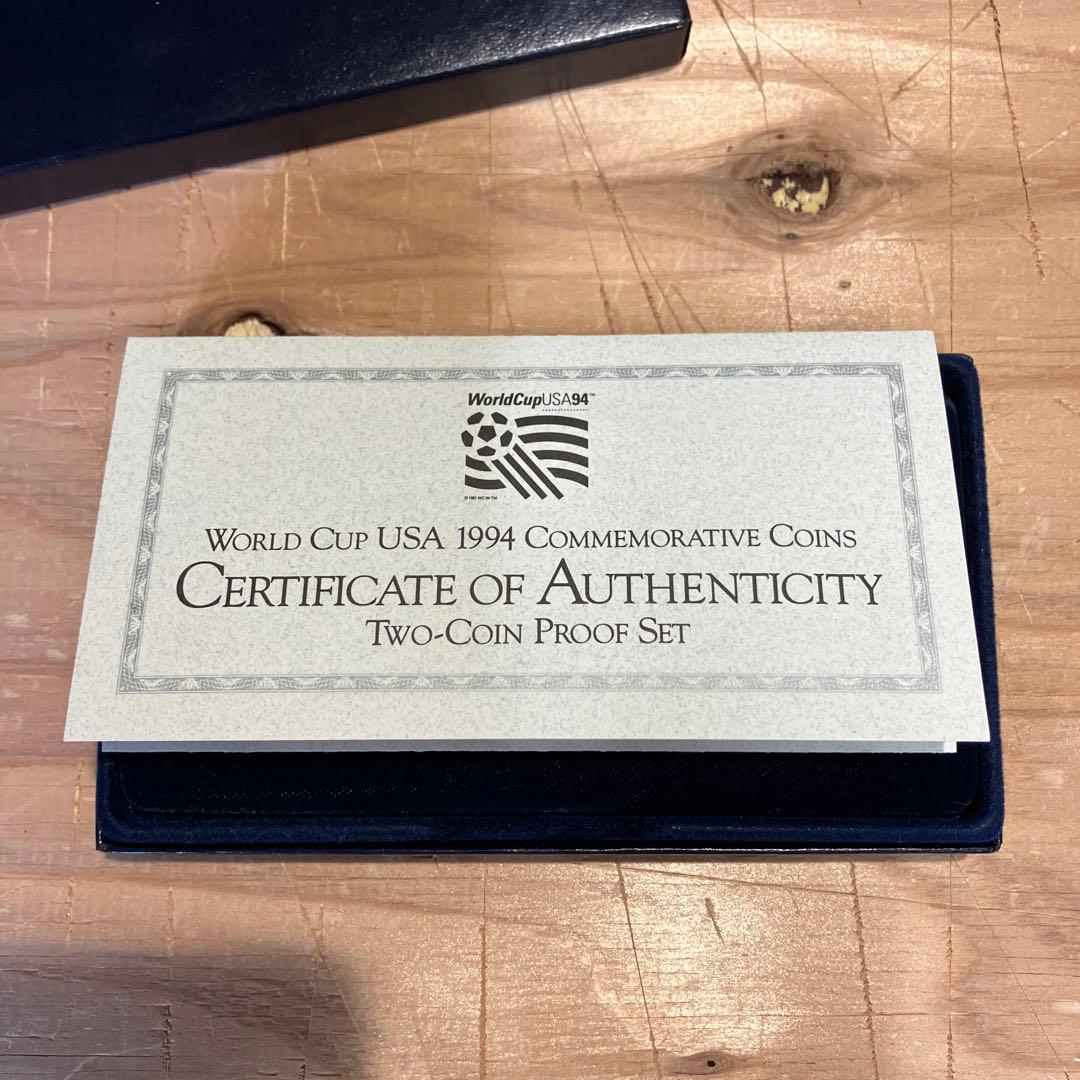 WorldCupUSA94™
WORLD CUP USA 1994 COMMEMORATIVE COINS
CERTIFICATE OF AUTHENTICITY
TWO-COIN PROOF SET